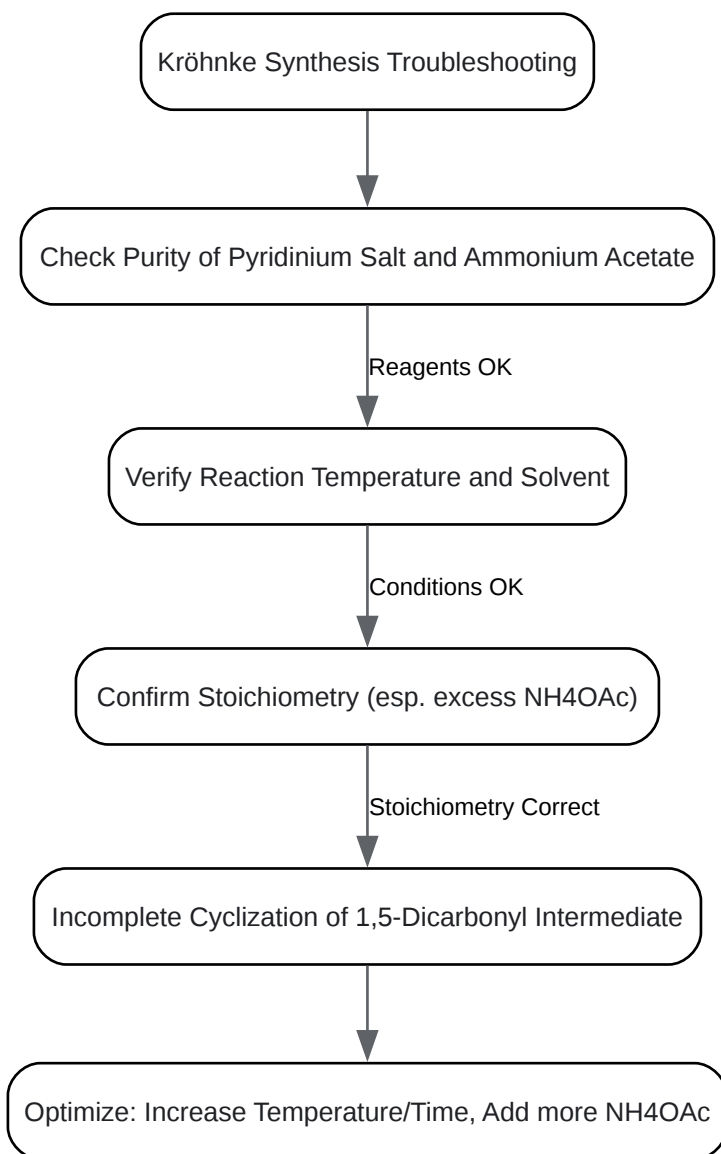 Kröhnke Synthesis Troubleshooting
Check Purity of Pyridinium Salt and Ammonium Acetate
Reagents OK
Verify Reaction Temperature and Solvent
Conditions OK
Confirm Stoichiometry (esp. excess NH4OAc)
Stoichiometry Correct
Incomplete Cyclization of 1,5-Dicarbonyl Intermediate
Optimize: Increase Temperature/Time, Add more NH4OAc